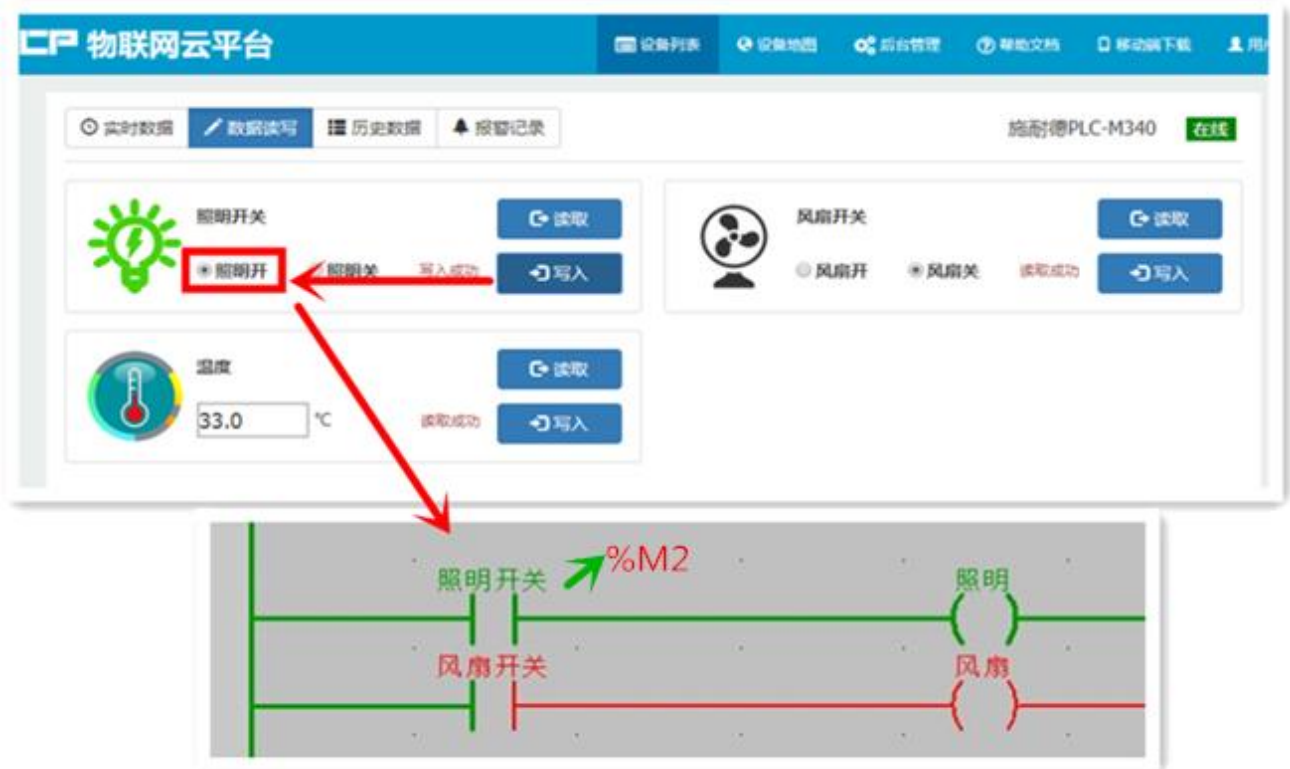 CP 物联网云平台 设备列表 设备地图 后台管理 帮助文档 移动端下载
实时数据 数据读写 历史数据 报警记录 施耐德PLC-M340 在线
照明开关 读取 风扇开关 读取
照明开 照明关 写入成功 写入 风扇开 风扇关 读取成功 写入
温度 读取
33.0 ℃ 读取成功 写入
%M2
照明开关 照明
风扇开关 风扇